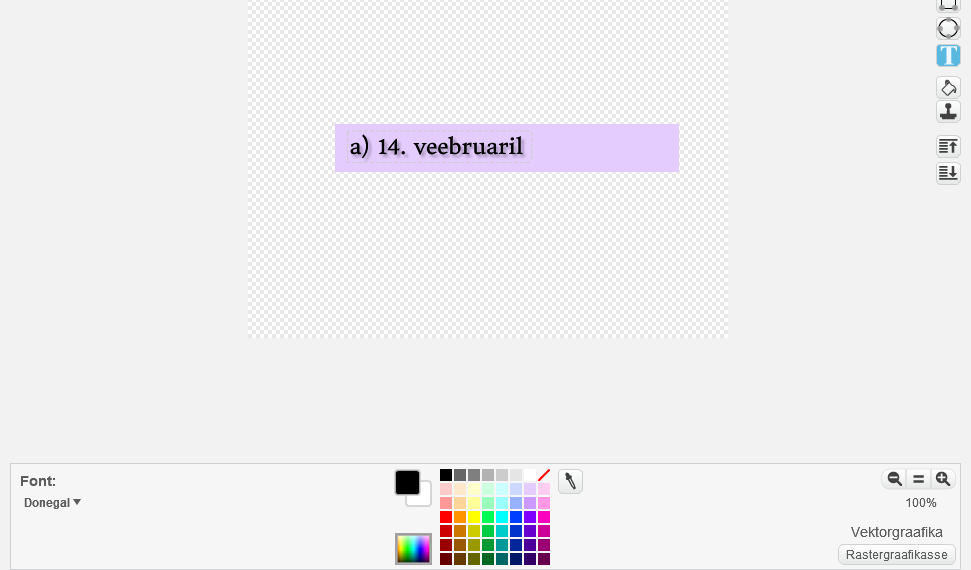 a) 14. veebruaril
Font:
Donegal
100%
Vektorgraafika
Rastergraafikasse